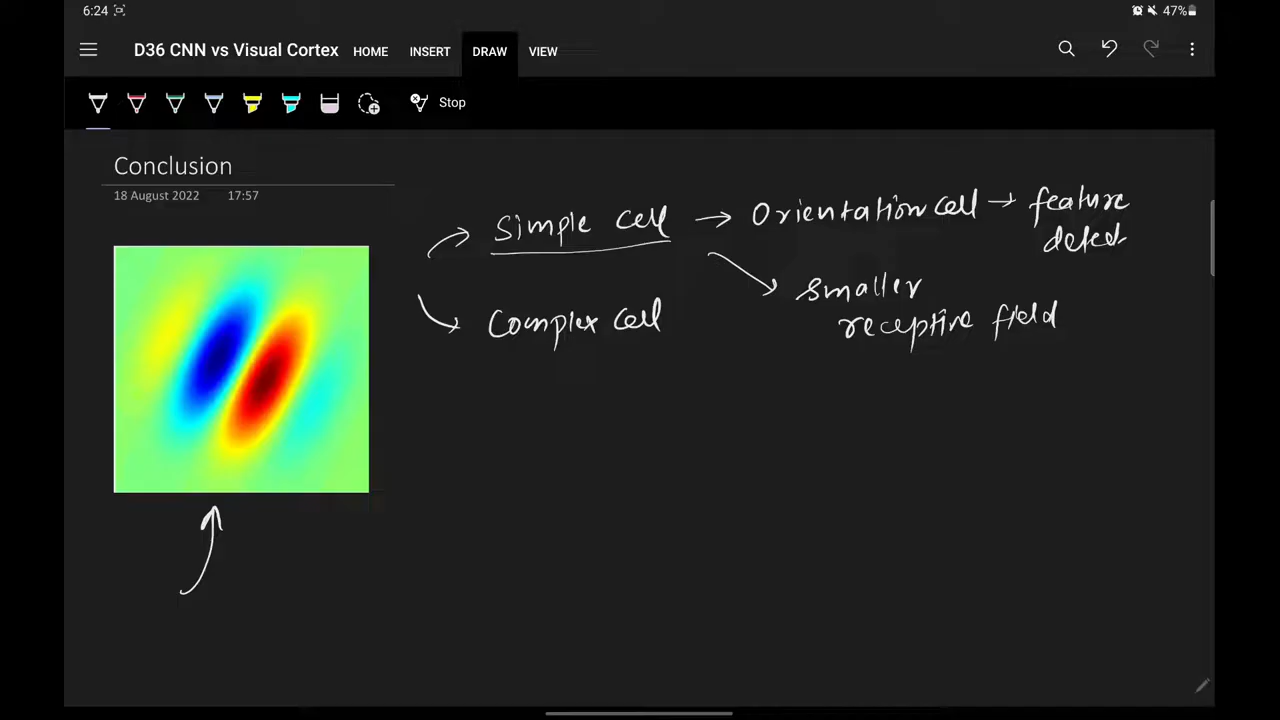 6:24
47%
D36 CNN vs Visual Cortex HOME INSERT DRAW VIEW
Stop
Conclusion
18 August 2022 17:57
Simple cell → Orientation cell → feature
detect
smaller
receptive field
Complex cell